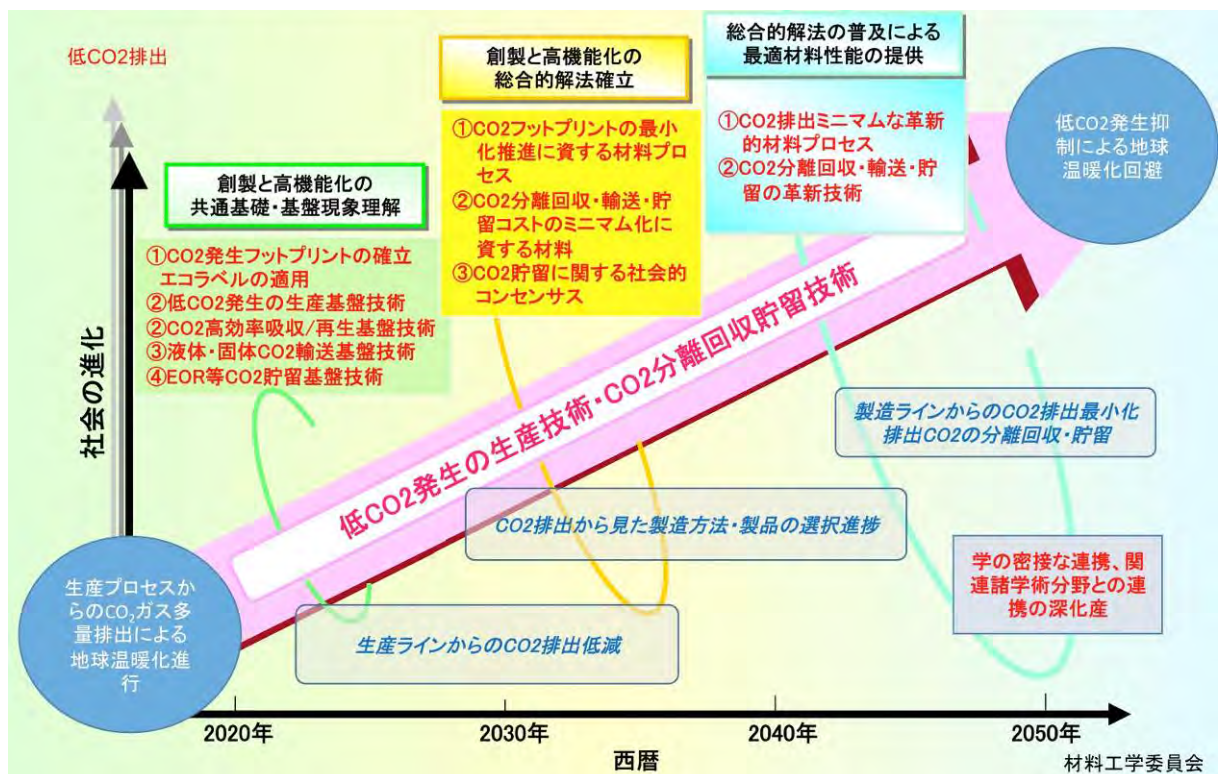 低CO2排出
創製と高機能化の
共通基礎・基盤現象理解
①CO2発生フットプリントの確立
エコラベルの適用
②低CO2発生の生産基盤技術
②CO2高効率吸収/再生基盤技術
③液体・固体CO2輸送基盤技術
④EOR等CO2貯留基盤技術
創製と高機能化の
総合的解法確立
①CO2フットプリントの最小
化推進に資する材料プロ
セス
②CO2分離回収・輸送・貯
留コストのミニマム化に
資する材料
③CO2貯留に関する社会的
コンセンサス
総合的解法の普及による
最適材料性能の提供
①CO2排出ミニマムな革新
的材料プロセス
②CO2分離回収・輸送・貯
留の革新技術
低CO2発生抑
制による地球
温暖化回避
社会の進化
低CO2発生の生産技術・CO2分離回収貯留技術
製造ラインからのCO2排出最小化
排出CO2の分離回収・貯留
CO2排出から見た製造方法・製品の選択進捗
生産ラインからのCO2排出低減
学の密接な連携、関
連諸学術分野との連
携の深化産
生産プロセスか
らのCO₂ガス多
量排出による
地球温暖化進
行
2020年
2030年
2040年
2050年
西暦
材料工学委員会